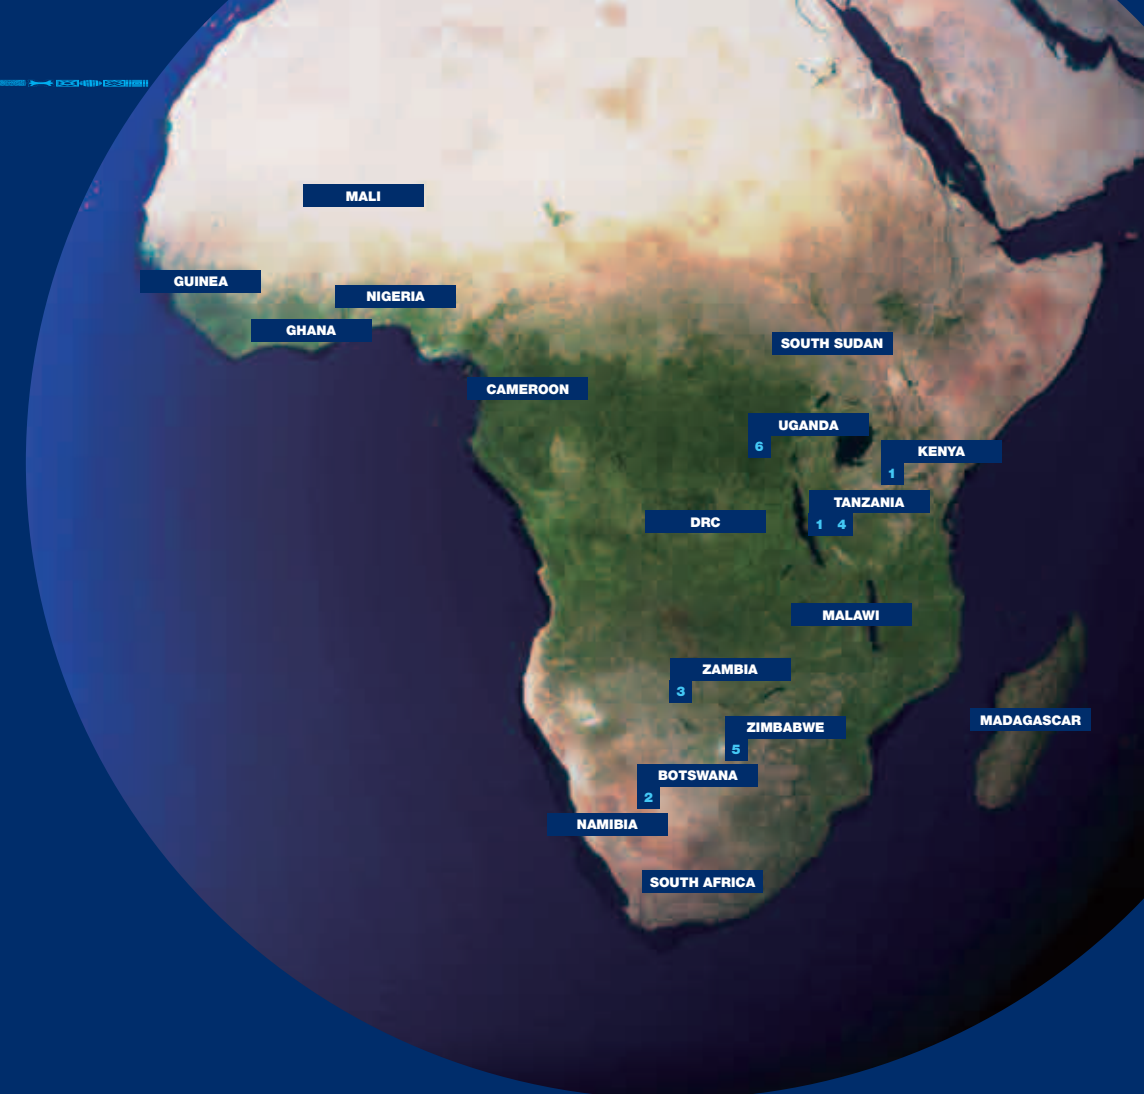 MALI
GUINEA
NIGERIA
GHANA
SOUTH SUDAN
CAMEROON
UGANDA
6
KENYA
1
TANZANIA
1 4
DRC
MALAWI
ZAMBIA
3
MADAGASCAR
ZIMBABWE
5
BOTSWANA
2
NAMIBIA
SOUTH AFRICA